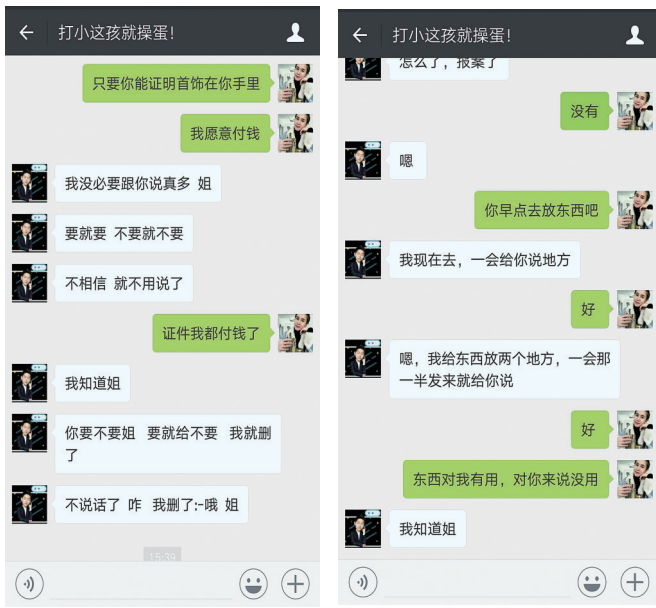 打小这孩就操蛋!
只要你能证明首饰在你手里
我愿意付钱
我没必要跟你说真多 姐
要就要 不要就不要
不相信 就不用说了
证件我都付钱了
我知道姐
你要不要姐 要就给不要 我就删
了
不说话了 咋 我删了:-哦 姐
15:39
打小这孩就操蛋!
怎么了，报案了
没有
嗯
你早点去放东西吧
我现在去，一会给你说地方
好
嗯，我给东西放两个地方，一会那
一半发来就给你说
好
东西对我有用，对你来说没用
我知道姐